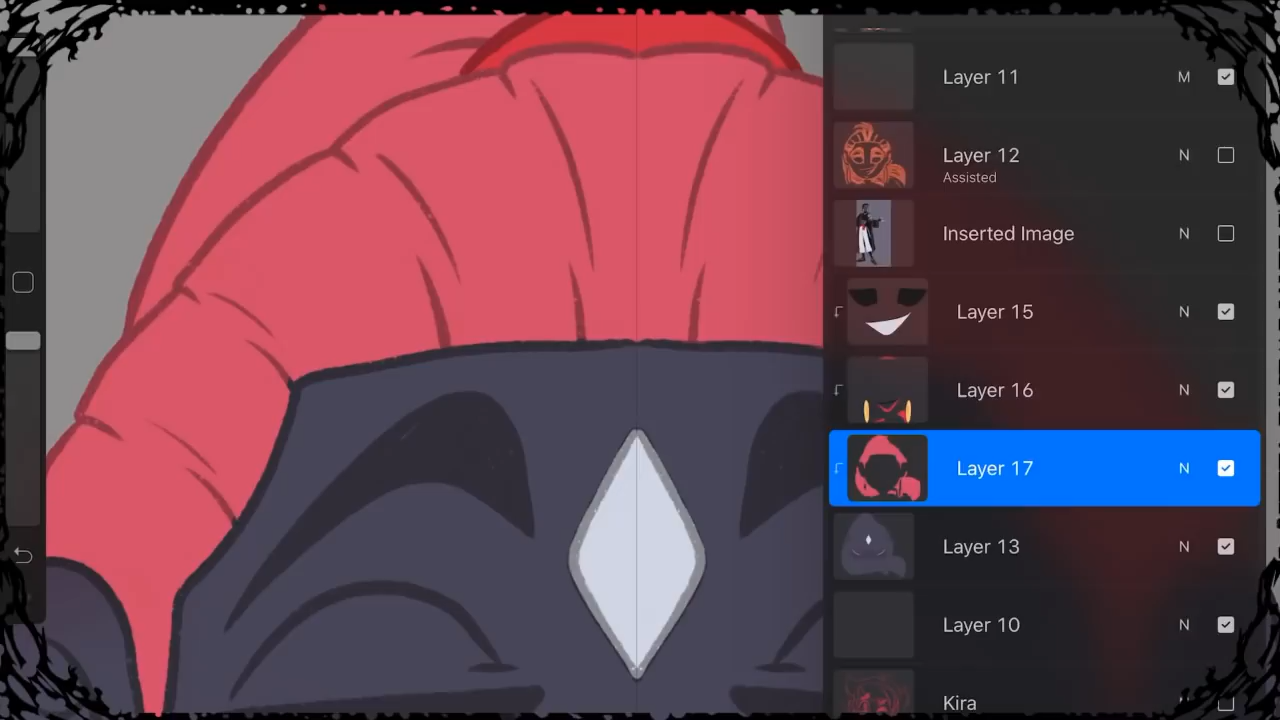 Layer 11 M
Layer 12 N
Assisted
Inserted Image N
Layer 15 N
Layer 16 N
Layer 17 N
Layer 13 N
Layer 10 N
Kira